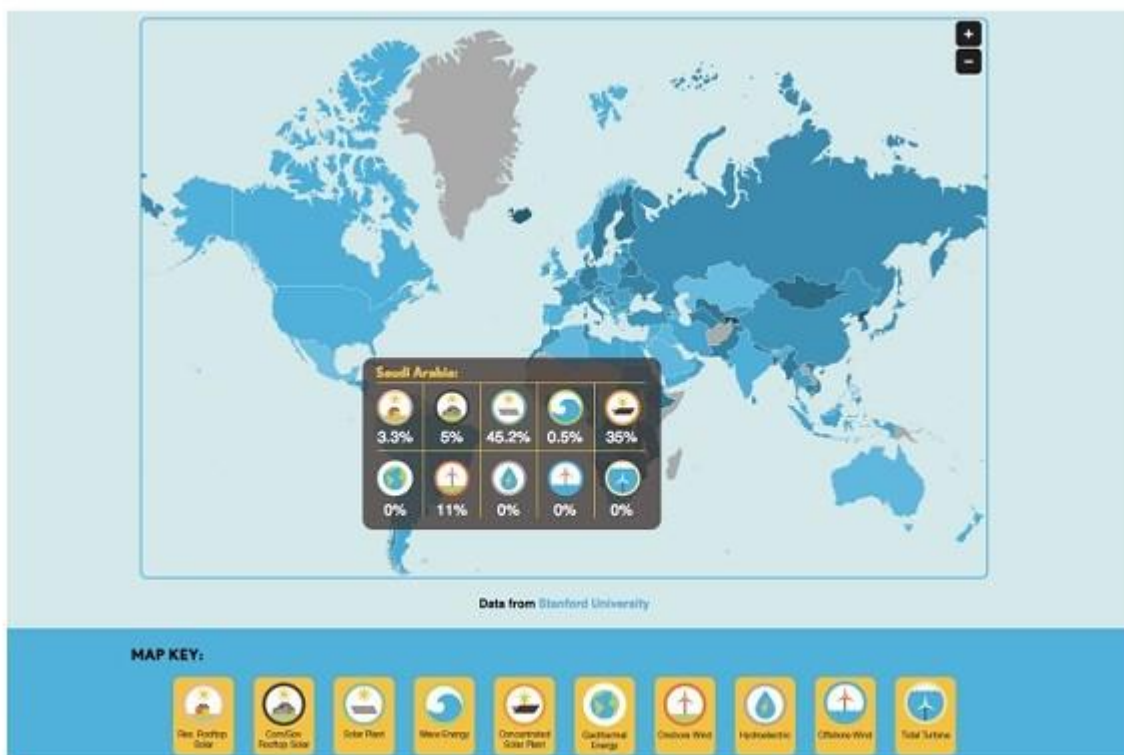 +
−
Saudi Arabia:
3.3% 5% 45.2% 0.5% 35%
0% 11% 0% 0% 0%
Data from Stanford University
MAP KEY:
Res. Rooftop Solar
Com/Gov Rooftop Solar
Solar Plant
Wave Energy
Concentrated Solar Plant
Geothermal Energy
Onshore Wind
Hydroelectric
Offshore Wind
Tidal Turbine